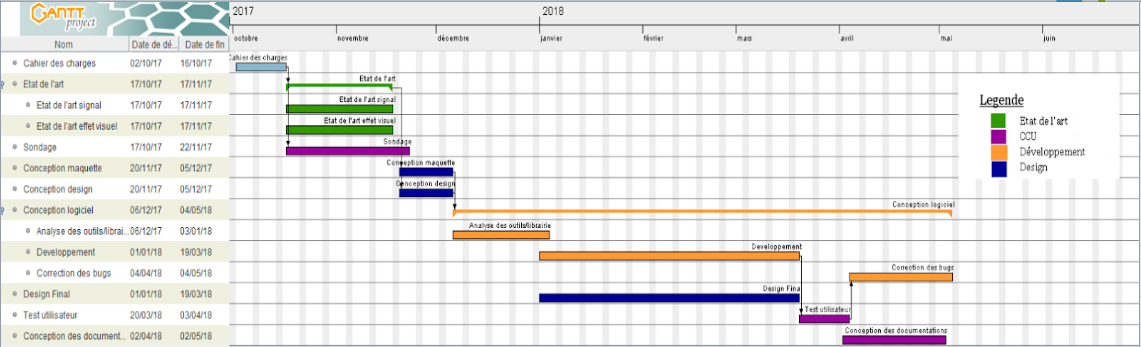 GANTT
project
2017
2018
octobre novembre décembre janvier février mars avril mai juin
Nom Date de dé... Date de fin
Cahier des charges 02/10/17 16/10/17
Cahier des charges
Etat de l'art 17/10/17 17/11/17
Etat de l'art
Etat de l'art signal 17/10/17 17/11/17
Etat de l'art signal
Etat de l'art effet visuel 17/10/17 17/11/17
Etat de l'art effet visuel
Sondage 17/10/17 22/11/17
Sondage
Conception maquette 20/11/17 05/12/17
Conception maquette
Conception design 20/11/17 05/12/17
Conception design
Conception logiciel 06/12/17 04/05/18
Conception logiciel
Analyse des outils/librai... 06/12/17 03/01/18
Analyse des outils/librairie
Developpement 01/01/18 19/03/18
Developpement
Correction des bugs 04/04/18 04/05/18
Correction des bugs
Design Final 01/01/18 19/03/18
Design Fina
Test utilisateur 20/03/18 03/04/18
Test utilisateur
Conception des document... 02/04/18 02/05/18
Conception des documentations
Legende
Etat de l'art
CCU
Développement
Design